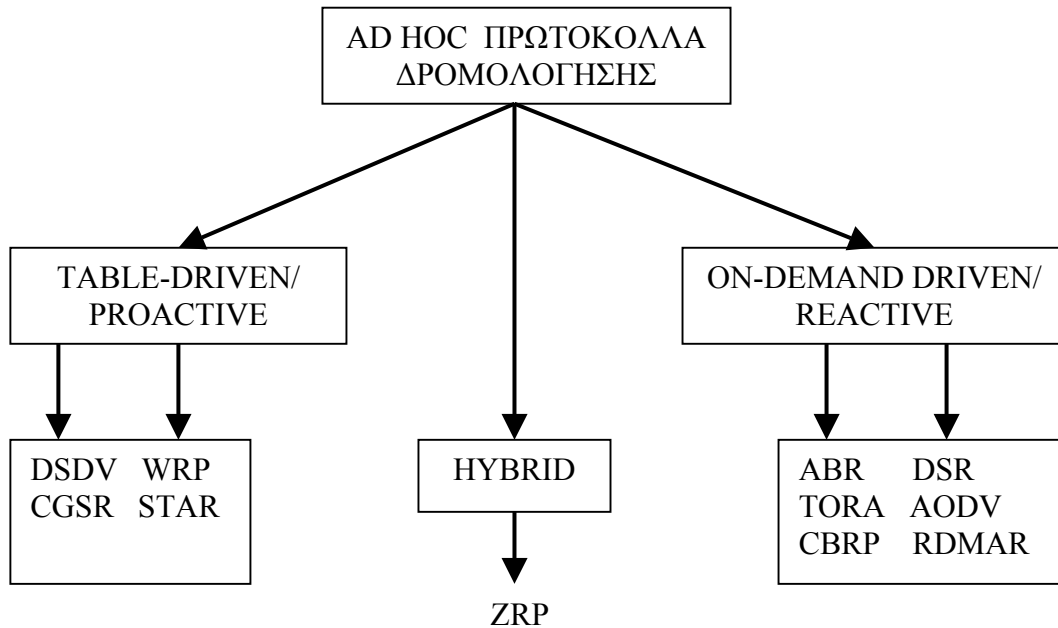 AD HOC ΠΡΩΤΟΚΟΛΛΑ
ΔΡΟΜΟΛΟΓΗΣΗΣ
TABLE-DRIVEN/
PROACTIVE
ON-DEMAND DRIVEN/
REACTIVE
DSDV WRP
CGSR STAR
HYBRID
ABR DSR
TORA AODV
CBRP RDMAR
ZRP